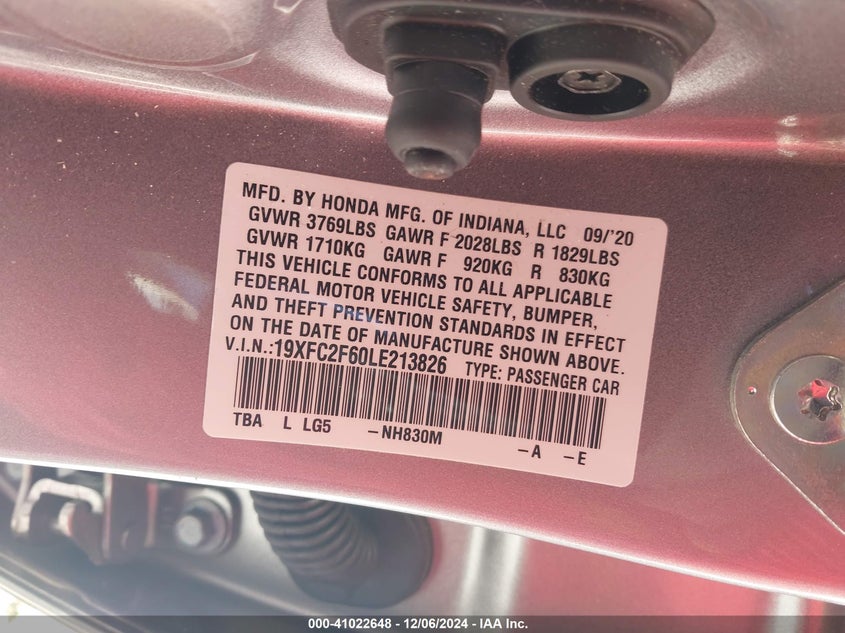 MFD. BY HONDA MFG. OF INDIANA, LLC 09/'20
GVWR 3769LBS GAWR F 2028LBS R 1829LBS
GVWR 1710KG GAWR F 920KG R 830KG
THIS VEHICLE CONFORMS TO ALL APPLICABLE
FEDERAL MOTOR VEHICLE SAFETY, BUMPER,
AND THEFT PREVENTION STANDARDS IN EFFECT
ON THE DATE OF MANUFACTURE SHOWN ABOVE.
V.I.N.:19XFC2F60LE213826 TYPE: PASSENGER CAR
TBA L LG5 -NH830M -A -E
000-41022648 - 12/06/2024 - IAA Inc.